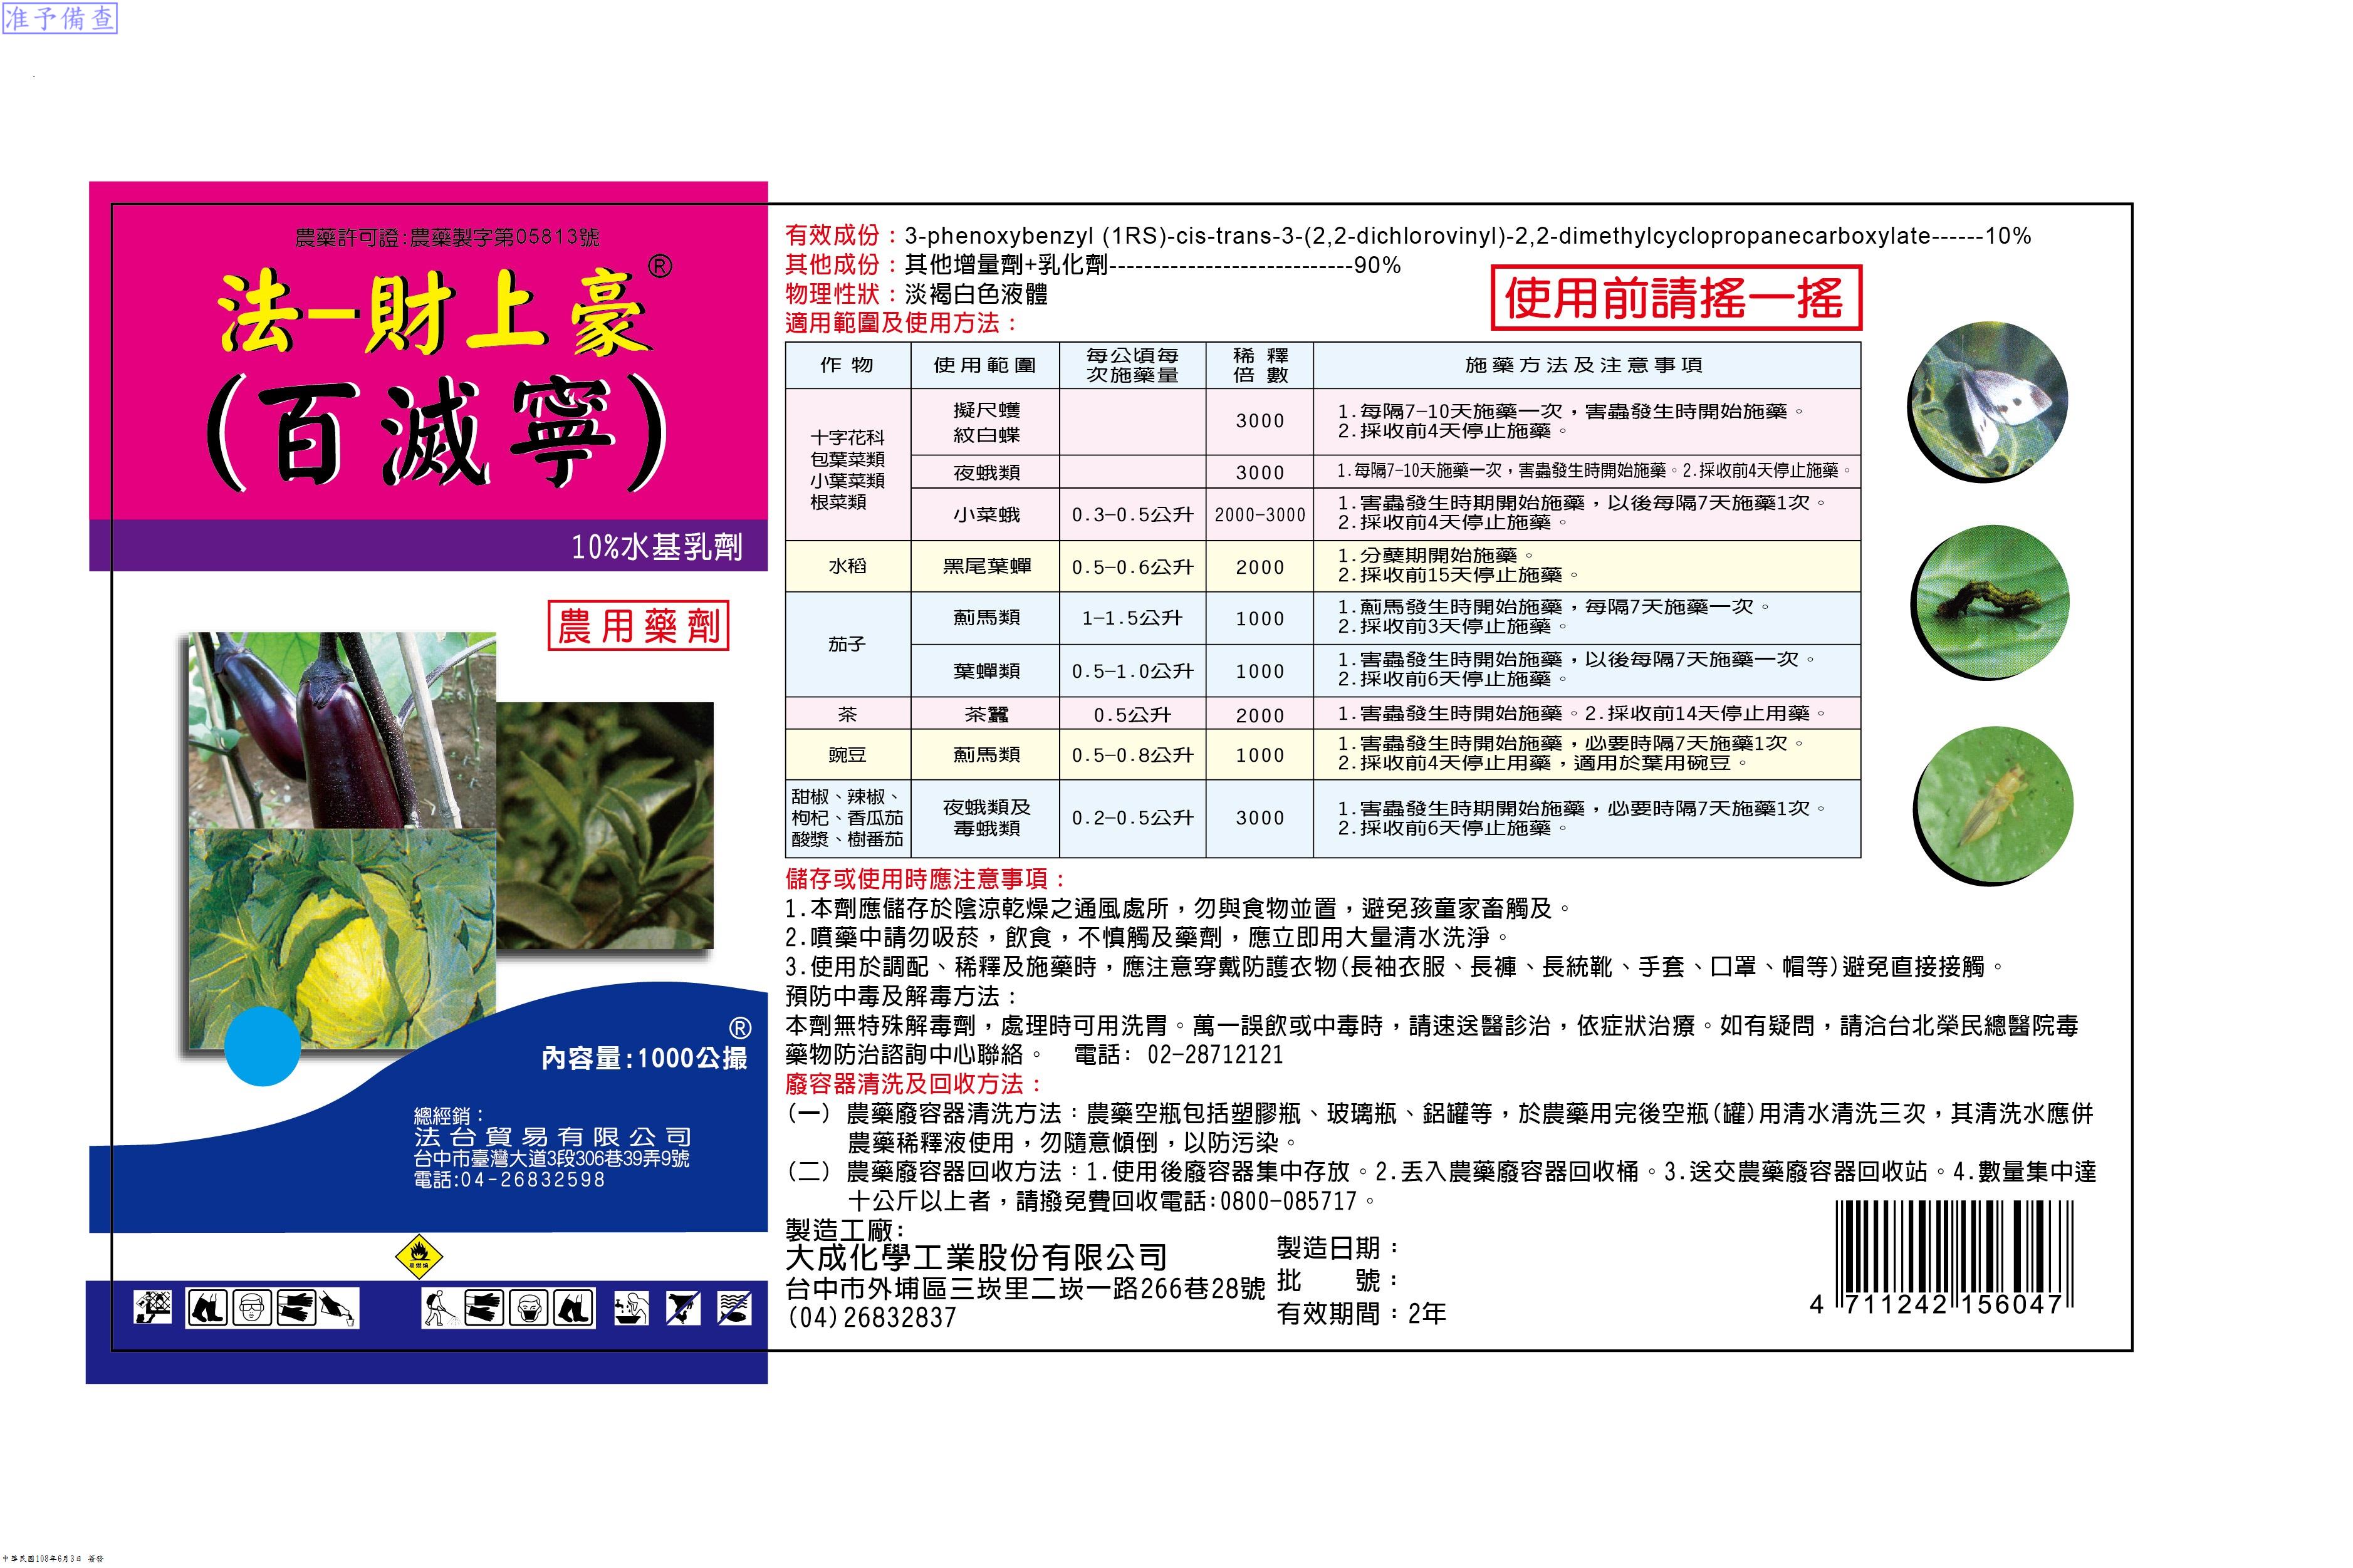 准予備查
農藥許可證:農藥製字第05813號
法一財上豪®
(百滅寧)
10%水基乳劑
農用藥劑
®
內容量:1000公撮
總經銷：
法台貿易有限公司
台中市臺灣大道3段306巷39弄9號
電話:04-26832598
易燃物
有效成份：3-phenoxybenzyl (1RS)-cis-trans-3-(2,2-dichlorovinyl)-2,2-dimethylcyclopropanecarboxylate------10%
其他成份：其他增量劑+乳化劑----------------------------90%
物理性狀：淡褐白色液體
使用前請搖一搖
適用範圍及使用方法：
作物 使用範圍 每公頃每次施藥量 稀釋倍數 施藥方法及注意事項
十字花科
包葉菜類
小葉菜類
根菜類
擬尺蠖
紋白蝶
3000
1.每隔7-10天施藥一次，害蟲發生時開始施藥。
2.採收前4天停止施藥。
夜蛾類 3000 1.每隔7-10天施藥一次，害蟲發生時開始施藥。2.採收前4天停止施藥。
小菜蛾 0.3-0.5公升 2000-3000
1.害蟲發生時期開始施藥，以後每隔7天施藥1次。
2.採收前4天停止施藥。
水稻 黑尾葉蟬 0.5-0.6公升 2000
1.分蘗期開始施藥。
2.採收前15天停止施藥。
茄子
薊馬類 1-1.5公升 1000
1.薊馬發生時開始施藥，每隔7天施藥一次。
2.採收前3天停止施藥。
葉蟬類 0.5-1.0公升 1000
1.害蟲發生時開始施藥，以後每隔7天施藥一次。
2.採收前6天停止施藥。
茶 茶蠶 0.5公升 2000 1.害蟲發生時開始施藥。2.採收前14天停止用藥。
豌豆 薊馬類 0.5-0.8公升 1000
1.害蟲發生時開始施藥，必要時隔7天施藥1次。
2.採收前4天停止用藥，適用於葉用碗豆。
甜椒、辣椒、
枸杞、香瓜茄
酸漿、樹番茄
夜蛾類及
毒蛾類
0.2-0.5公升 3000
1.害蟲發生時期開始施藥，必要時隔7天施藥1次。
2.採收前6天停止施藥。
儲存或使用時應注意事項：
1.本劑應儲存於陰涼乾燥之通風處所，勿與食物並置，避免孩童家畜觸及。
2.噴藥中請勿吸菸，飲食，不慎觸及藥劑，應立即用大量清水洗淨。
3.使用於調配、稀釋及施藥時，應注意穿戴防護衣物(長袖衣服、長褲、長統靴、手套、口罩、帽等)避免直接接觸。
預防中毒及解毒方法：
本劑無特殊解毒劑，處理時可用洗胃。萬一誤飲或中毒時，請速送醫診治，依症狀治療。如有疑問，請洽台北榮民總醫院毒
藥物防治諮詢中心聯絡。 電話: 02-28712121
廢容器清洗及回收方法：
(一) 農藥廢容器清洗方法：農藥空瓶包括塑膠瓶、玻璃瓶、鋁罐等，於農藥用完後空瓶(罐)用清水清洗三次，其清洗水應併
農藥稀釋液使用，勿隨意傾倒，以防污染。
(二) 農藥廢容器回收方法：1.使用後廢容器集中存放。2.丟入農藥廢容器回收桶。3.送交農藥廢容器回收站。4.數量集中達
十公斤以上者，請撥免費回收電話:0800-085717。
製造工廠:
大成化學工業股份有限公司
台中市外埔區三崁里二崁一路266巷28號
(04)26832837
製造日期：
批 號：
有效期間：2年
4 711242 156047
中華民國108年6月3日 簽發